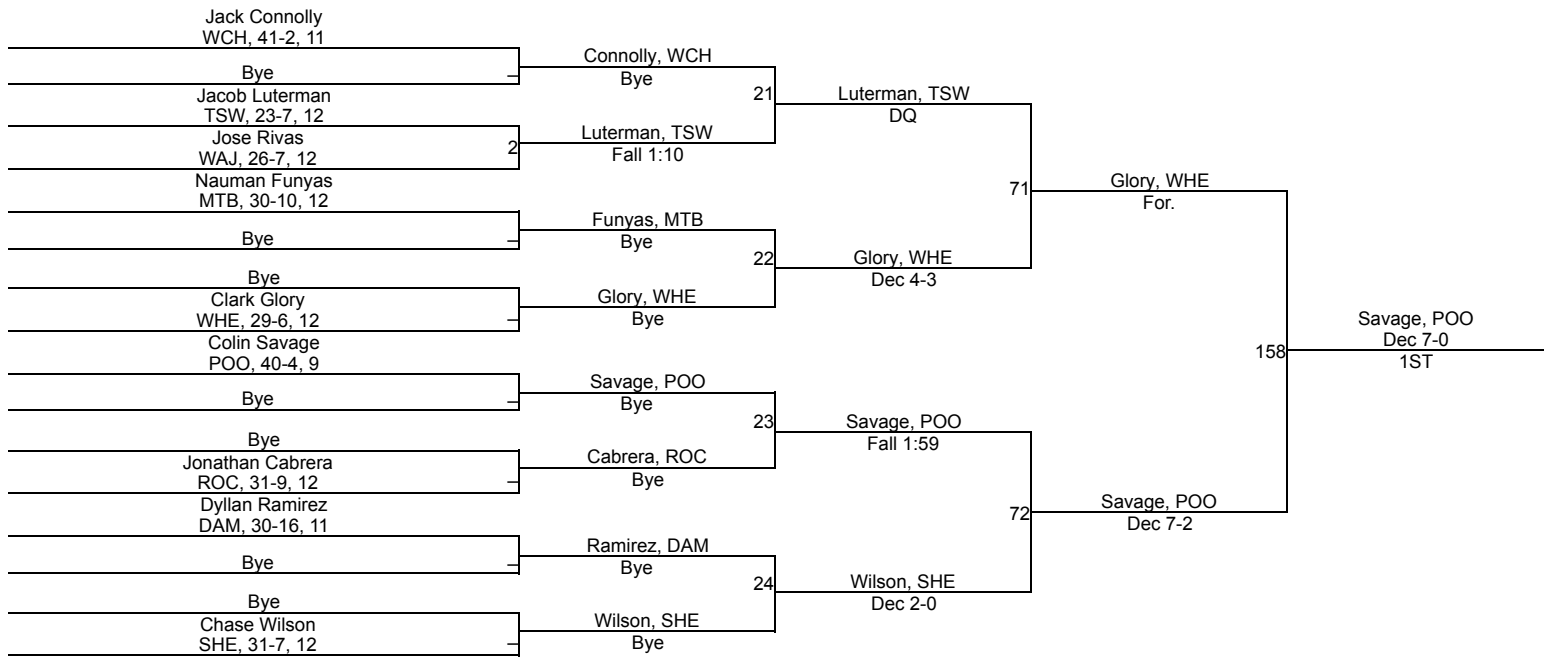 Jack Connolly
WCH, 41-2, 11
Bye
Jacob Luterman
TSW, 23-7, 12
Jose Rivas
WAJ, 26-7, 12
Nauman Funyas
MTB, 30-10, 12
Bye
Bye
Clark Glory
WHE, 29-6, 12
Colin Savage
POO, 40-4, 9
Bye
Bye
Jonathan Cabrera
ROC, 31-9, 12
Dyllan Ramirez
DAM, 30-16, 11
Bye
Bye
Chase Wilson
SHE, 31-7, 12
2
Connolly, WCH
Bye
Luterman, TSW
Fall 1:10
Funyas, MTB
Bye
Glory, WHE
Bye
Savage, POO
Bye
Cabrera, ROC
Bye
Ramirez, DAM
Bye
Wilson, SHE
Bye
21
22
23
24
Luterman, TSW
DQ
Glory, WHE
Dec 4-3
Savage, POO
Fall 1:59
Wilson, SHE
Dec 2-0
71
72
Glory, WHE
For.
Savage, POO
Dec 7-2
158
Savage, POO
Dec 7-0
1ST